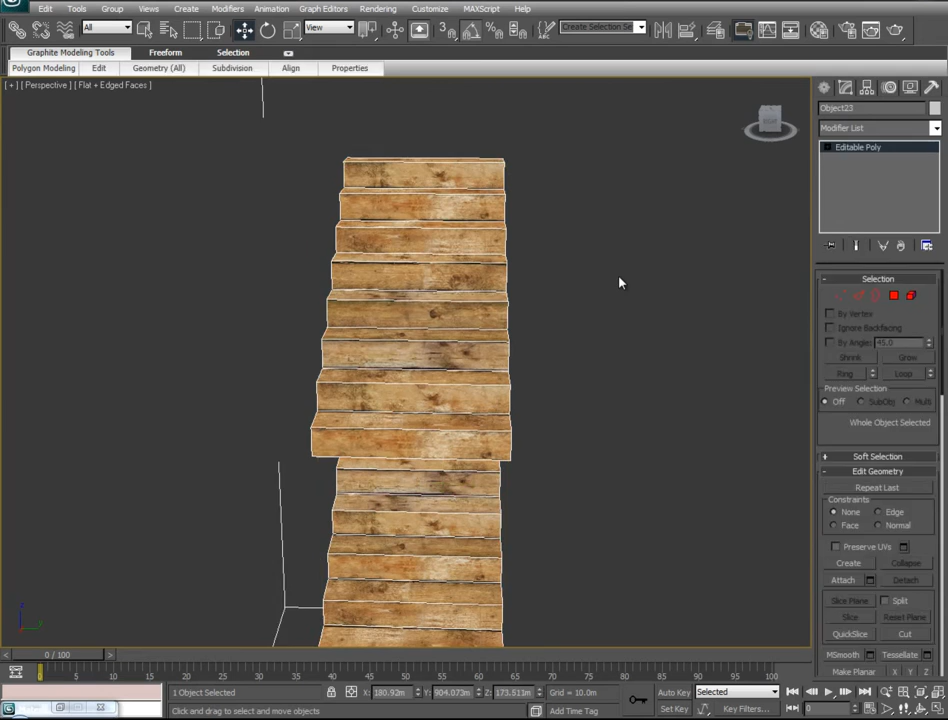 Edit Tools Group Views Create Modifiers Animation Graph Editors Rendering Customize MAXScript Help
All View Create Selection Se
Graphite Modeling Tools Freeform Selection
Polygon Modeling Edit Geometry (All) Subdivision Align Properties
[ + ] [ Perspective ] [ Flat + Edged Faces ]
Object23
Modifier List
Editable Poly
Selection
By Vertex
Ignore Backfacing
By Angle: 45.0
Shrink Grow
Ring Loop
Preview Selection
Off SubObj Multi
Whole Object Selected
Soft Selection
Edit Geometry
Repeat Last
Constraints
None Edge
Face Normal
Preserve UVs
Create Collapse
Attach Detach
Slice Plane Split
Slice Reset Plane
QuickSlice Cut
MSmooth Tessellate
Make Planar X Y Z
z
0 / 100
0 5 10 15 20 25 30 35 40 45 50 55 60 65 70 75 80 85 90 95 100
1 Object Selected X: 180.92m Y: 904.073m Z: 173.511m Grid = 10.0m Auto Key Selected
Click and drag to select and move objects Add Time Tag Set Key Key Filters... 0